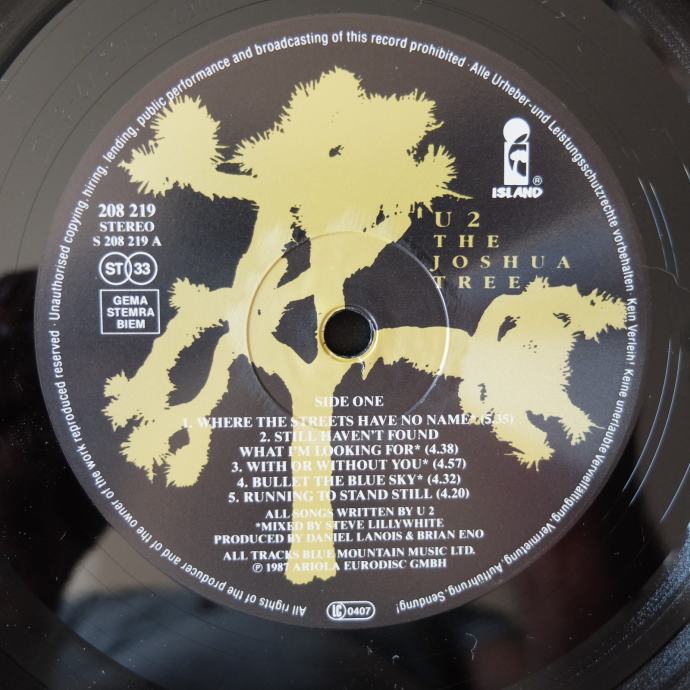 · Unauthorised copying, hiring, lending, public performance and broadcasting of this record prohibited · Alle Urheber-und Leistungsschutzrechte vorbehalten · Kein Verleih! Keine unerlaubte Vervielfältigung, Vermietung, Aufführung, Sendung!
All rights of the producer and of the owner of the work reproduced reserved
ISLAND ®
208 219
STEREO
S 208 219 A
ST 33
GEMA
STEMRA
BIEM
U 2
THE
JOSHUA
TREE
SIDE ONE
1. WHERE THE STREETS HAVE NO NAME* (5.35)
2. STILL HAVEN'T FOUND
WHAT I'M LOOKING FOR* (4.38)
3. WITH OR WITHOUT YOU* (4.57)
4. BULLET THE BLUE SKY* (4.32)
5. RUNNING TO STAND STILL (4.20)
ALL SONGS WRITTEN BY U 2
*MIXED BY STEVE LILLYWHITE
PRODUCED BY DANIEL LANOIS & BRIAN ENO
ALL TRACKS BLUE MOUNTAIN MUSIC LTD.
℗ 1987 ARIOLA EURODISC GMBH
LC 0407